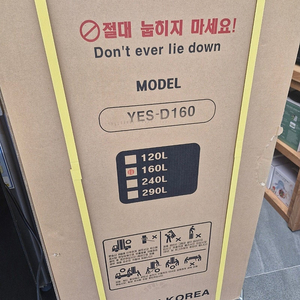 절대 눕히지 마세요!
Don't ever lie down
MODEL
YES-D160
120L
160L
240L
290L
KOREA